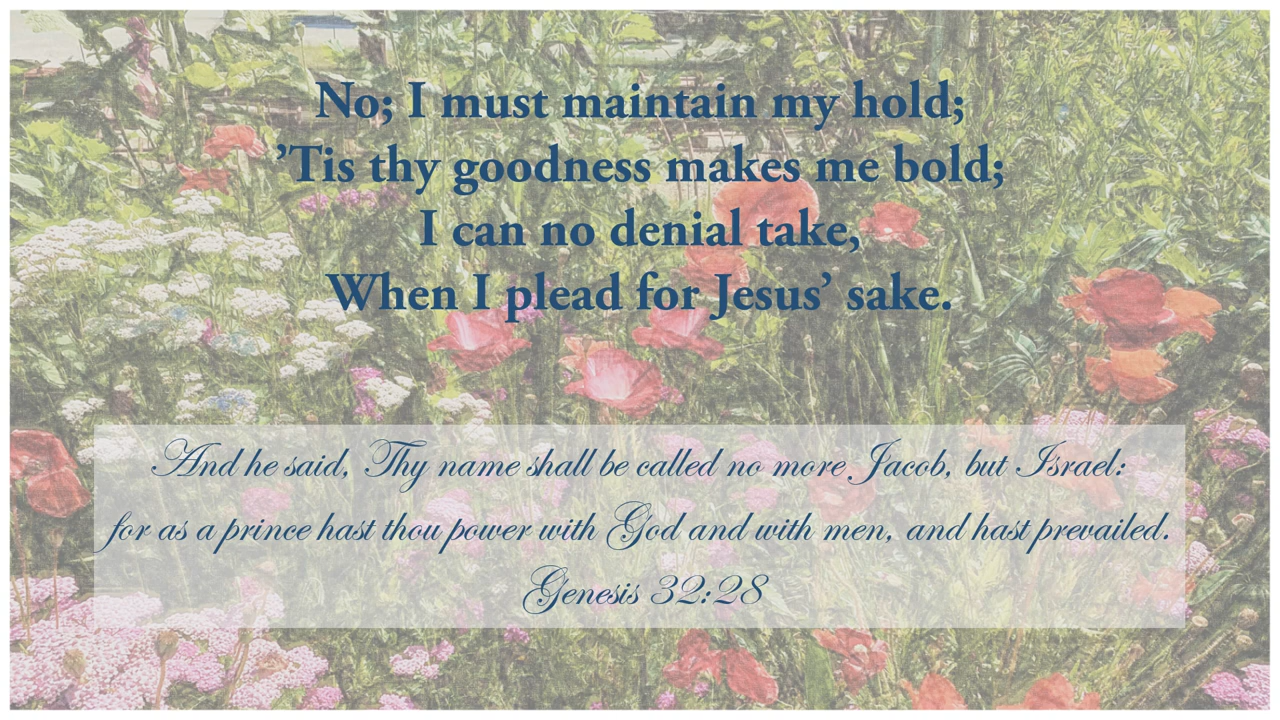 No; I must maintain my hold;
’Tis thy goodness makes me bold;
I can no denial take,
When I plead for Jesus’ sake.
And he said, Thy name shall be called no more Jacob, but Israel:
for as a prince hast thou power with God and with men, and hast prevailed.
Genesis 32:28